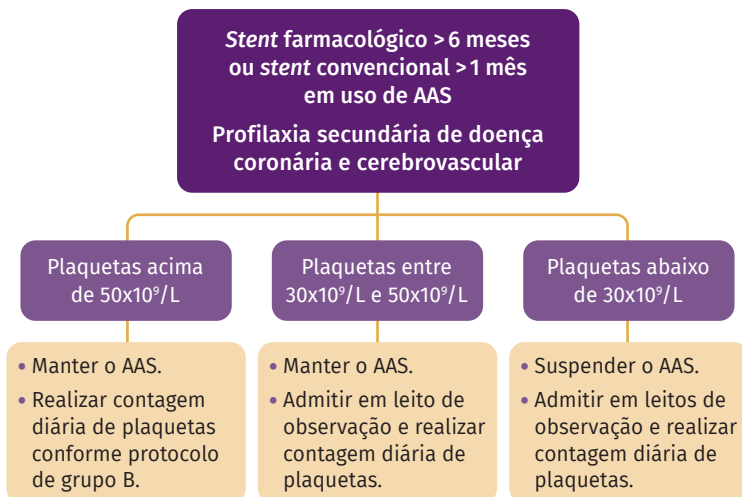 Stent farmacológico > 6 meses
ou stent convencional > 1 mês
em uso de AAS
Profilaxia secundária de doença
coronária e cerebrovascular
Plaquetas acima
de 50x10⁹/L
Plaquetas entre
30x10⁹/L e 50x10⁹/L
Plaquetas abaixo
de 30x10⁹/L
• Manter o AAS.
• Realizar contagem
diária de plaquetas
conforme protocolo
de grupo B.
• Manter o AAS.
• Admitir em leito de
observação e realizar
contagem diária de
plaquetas.
• Suspender o AAS.
• Admitir em leitos de
observação e realizar
contagem diária de
plaquetas.